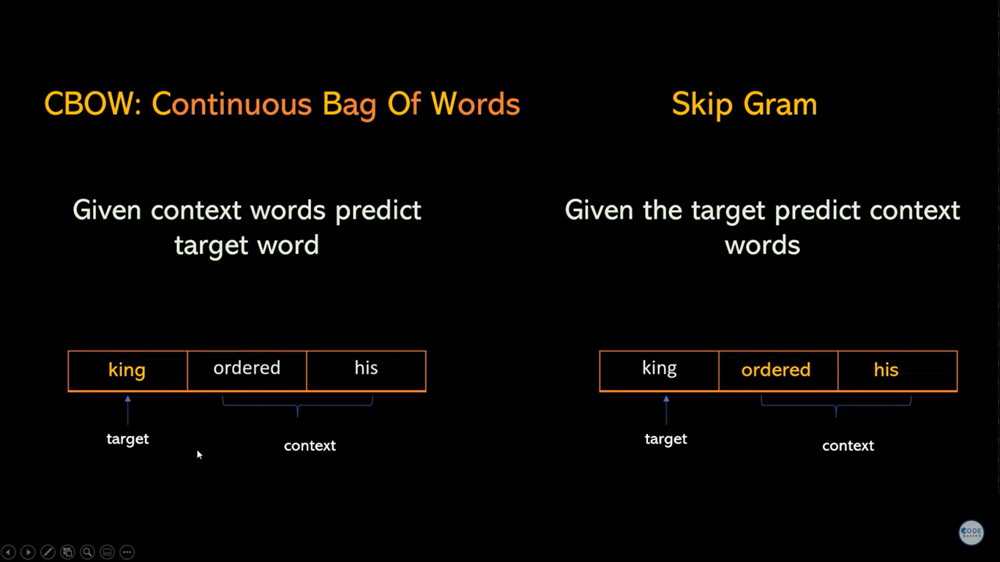 CBOW: Continuous Bag Of Words
Skip Gram
Given context words predict
target word
Given the target predict context
words
king ordered his
target
context
king ordered his
target
context
CODE
BASICS